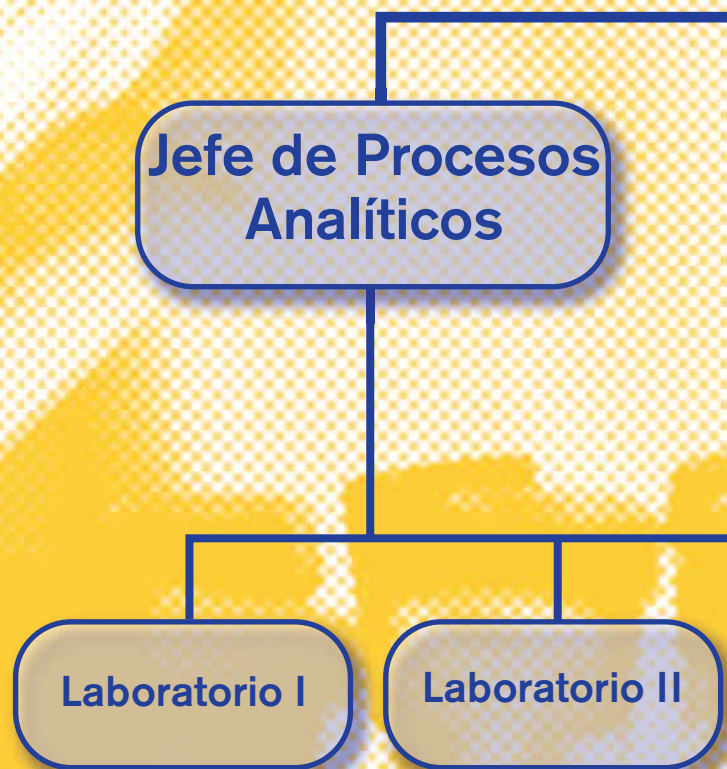 Jefe de Procesos
Analíticos
Laboratorio I
Laboratorio II